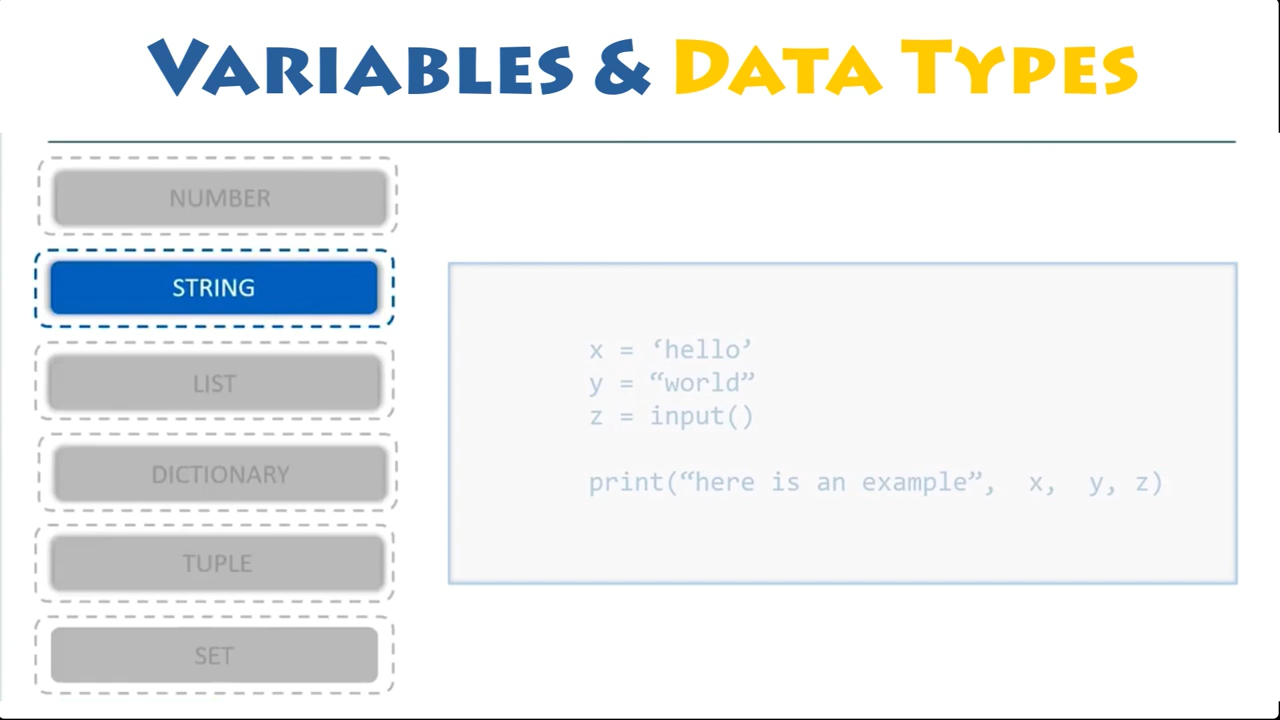 VARIABLES & DATA TYPES
NUMBER
STRING
LIST
DICTIONARY
TUPLE
SET
x = ‘hello’
y = “world”
z = input()
print(“here is an example”, x, y, z)